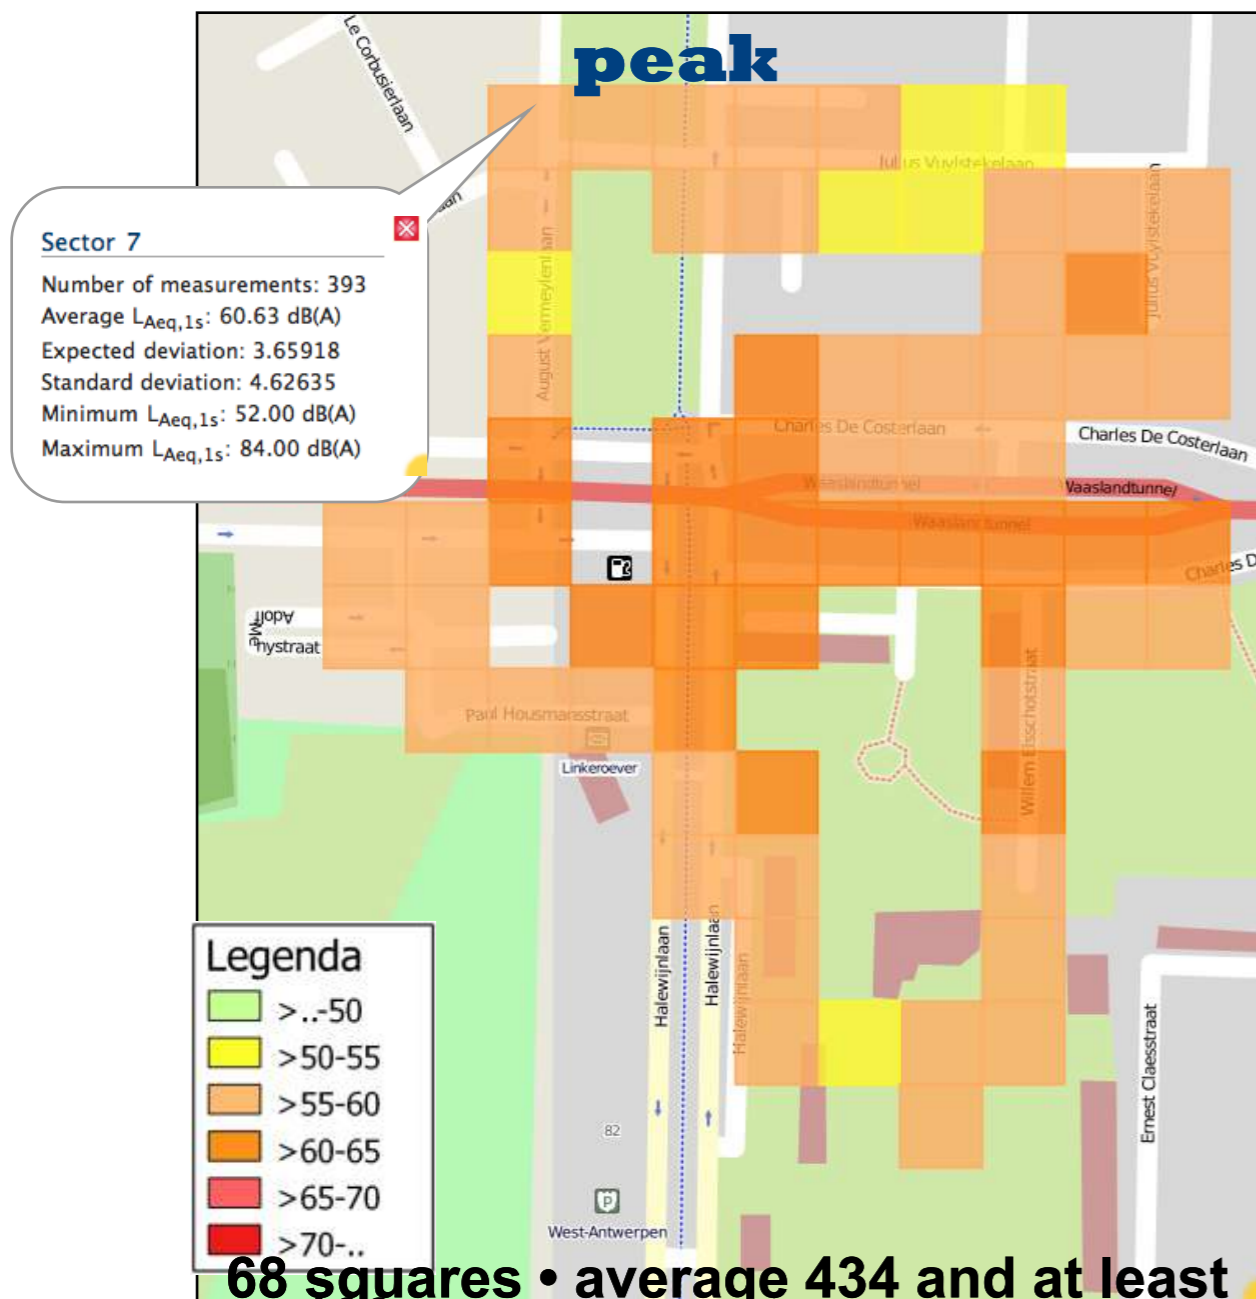 peak
Le Corbusierlaan
Julius Vuylstekelaan
Julius Vuylstekelaan
August Vermeylenlaan
Sector 7
Number of measurements: 393
Average LAeq,1s: 60.63 dB(A)
Expected deviation: 3.65918
Standard deviation: 4.62635
Minimum LAeq,1s: 52.00 dB(A)
Maximum LAeq,1s: 84.00 dB(A)
Charles De Costerlaan
Charles De Costerlaan
Waaslandtunnel
Waaslandtunnel
Waaslandtunnel
Charles D
Adolf
Me
nystraat
Paul Housmansstraat
Linkeroever
Willem Elsschotstraat
Halewijnlaan
Halewijnlaan
Halewijnlaan
Ernest Claesstraat
82
P
West-Antwerpen
Legenda
>..-50
>50-55
>55-60
>60-65
>65-70
>70-..
68 squares • average 434 and at least